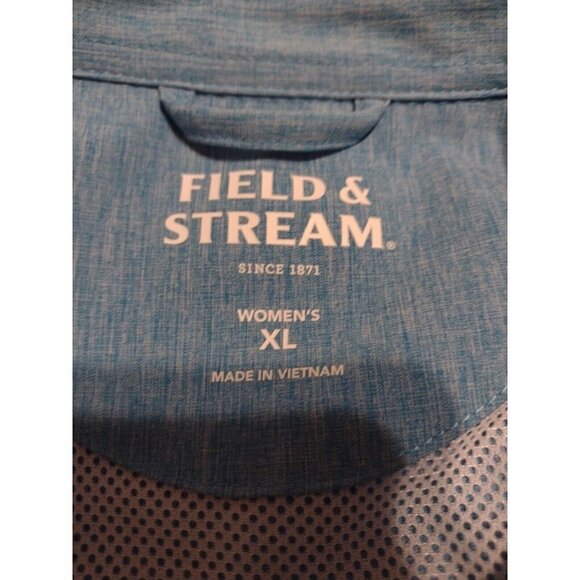 FIELD &
STREAM®
SINCE 1871
WOMEN'S
XL
MADE IN VIETNAM